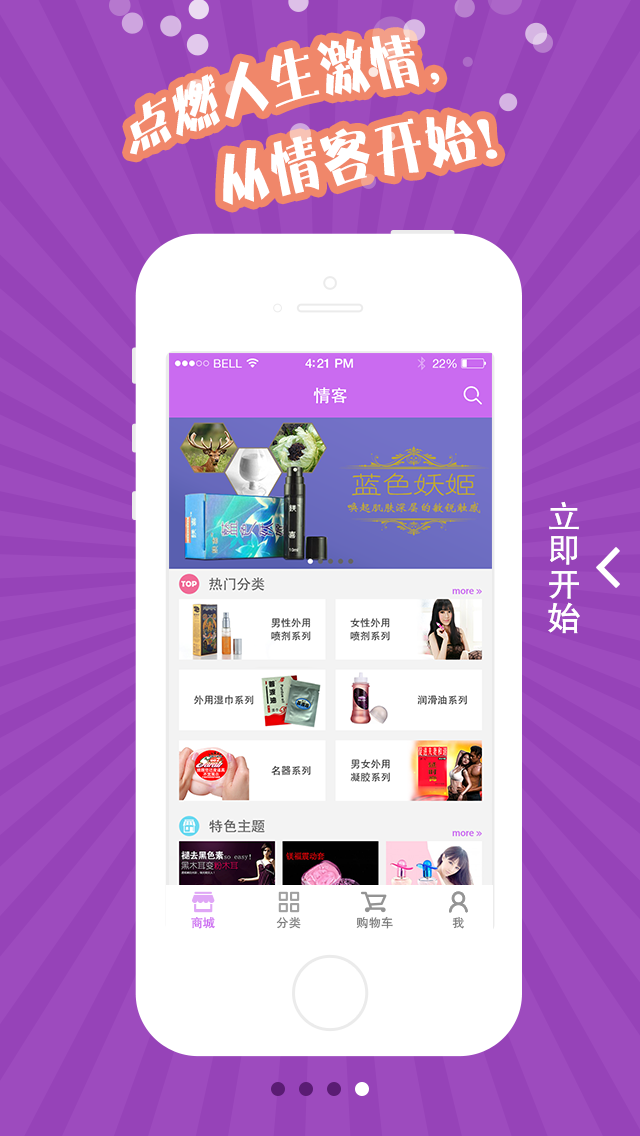 点燃人生激情，
从情客开始！
BELL 4:21 PM 22%
情客
蓝色妖姬
唤起肌肤深层的敏锐触感
10ml
TOP 热门分类 more »
男性外用
喷剂系列
女性外用
喷剂系列
外用湿巾系列
润滑油系列
名器系列
男女外用
凝胶系列
特色主题 more »
褪去黑色素so easy!
黑木耳变粉木耳
商城 分类 购物车 我
立即开始